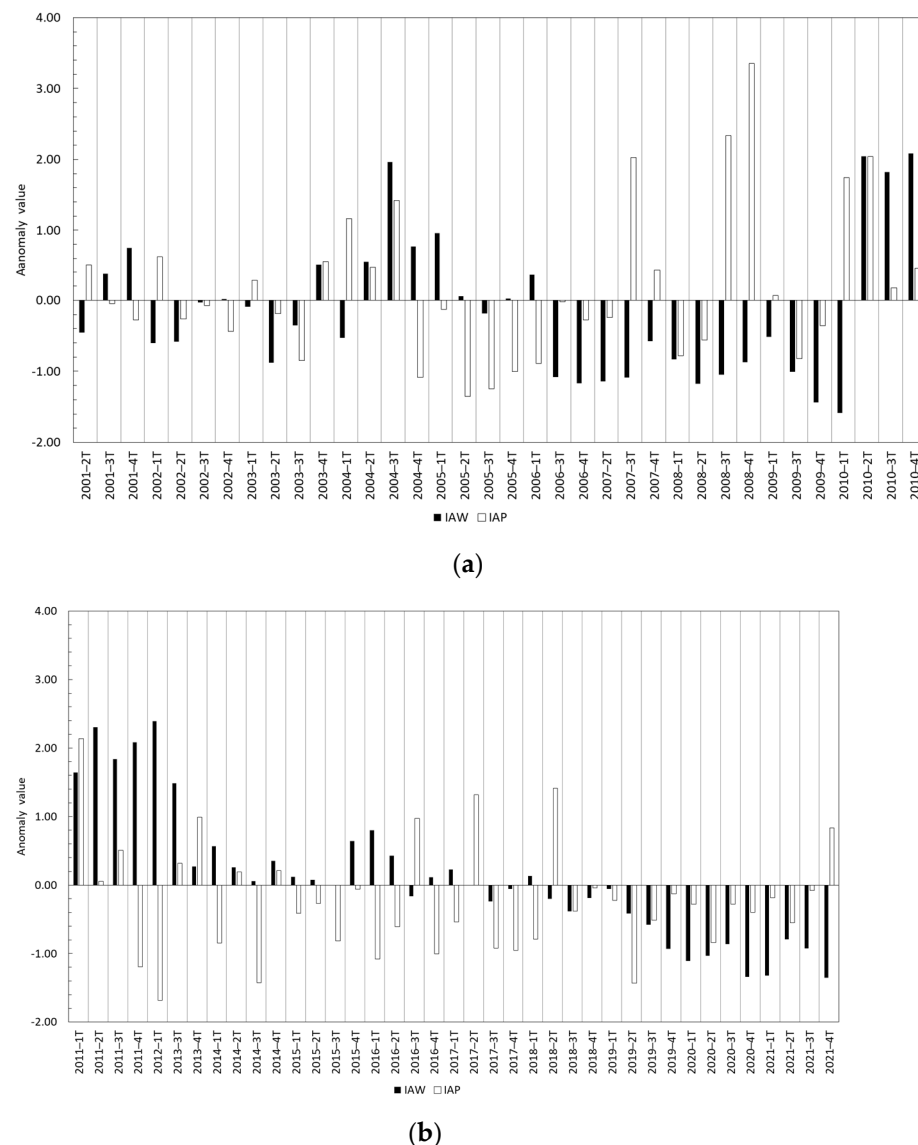 4.00
3.00
2.00
1.00
0.00
-1.00
-2.00
Aanomaly value
2001–2T
2001–3T
2001–4T
2002–1T
2002–2T
2002–3T
2002–4T
2003–1T
2003–2T
2003–3T
2003–4T
2004–1T
2004–2T
2004–3T
2004–4T
2005–1T
2005–2T
2005–3T
2005–4T
2006–1T
2006–3T
2006–4T
2007–2T
2007–3T
2007–4T
2008–1T
2008–2T
2008–3T
2008–4T
2009–1T
2009–3T
2009–4T
2010–1T
2010–2T
2010–3T
2010–4T
IAW IAP
(a)
4.00
3.00
2.00
1.00
0.00
-1.00
-2.00
Anomaly value
2011–1T
2011–2T
2011–3T
2011–4T
2012–1T
2013–3T
2013–4T
2014–1T
2014–2T
2014–3T
2014–4T
2015–1T
2015–2T
2015–3T
2015–4T
2016–1T
2016–2T
2016–3T
2016–4T
2017–1T
2017–2T
2017–3T
2017–4T
2018–1T
2018–2T
2018–3T
2018–4T
2019–1T
2019–2T
2019–3T
2019–4T
2020–1T
2020–2T
2020–3T
2020–4T
2021–1T
2021–2T
2021–3T
2021–4T
IAW IAP
(b)